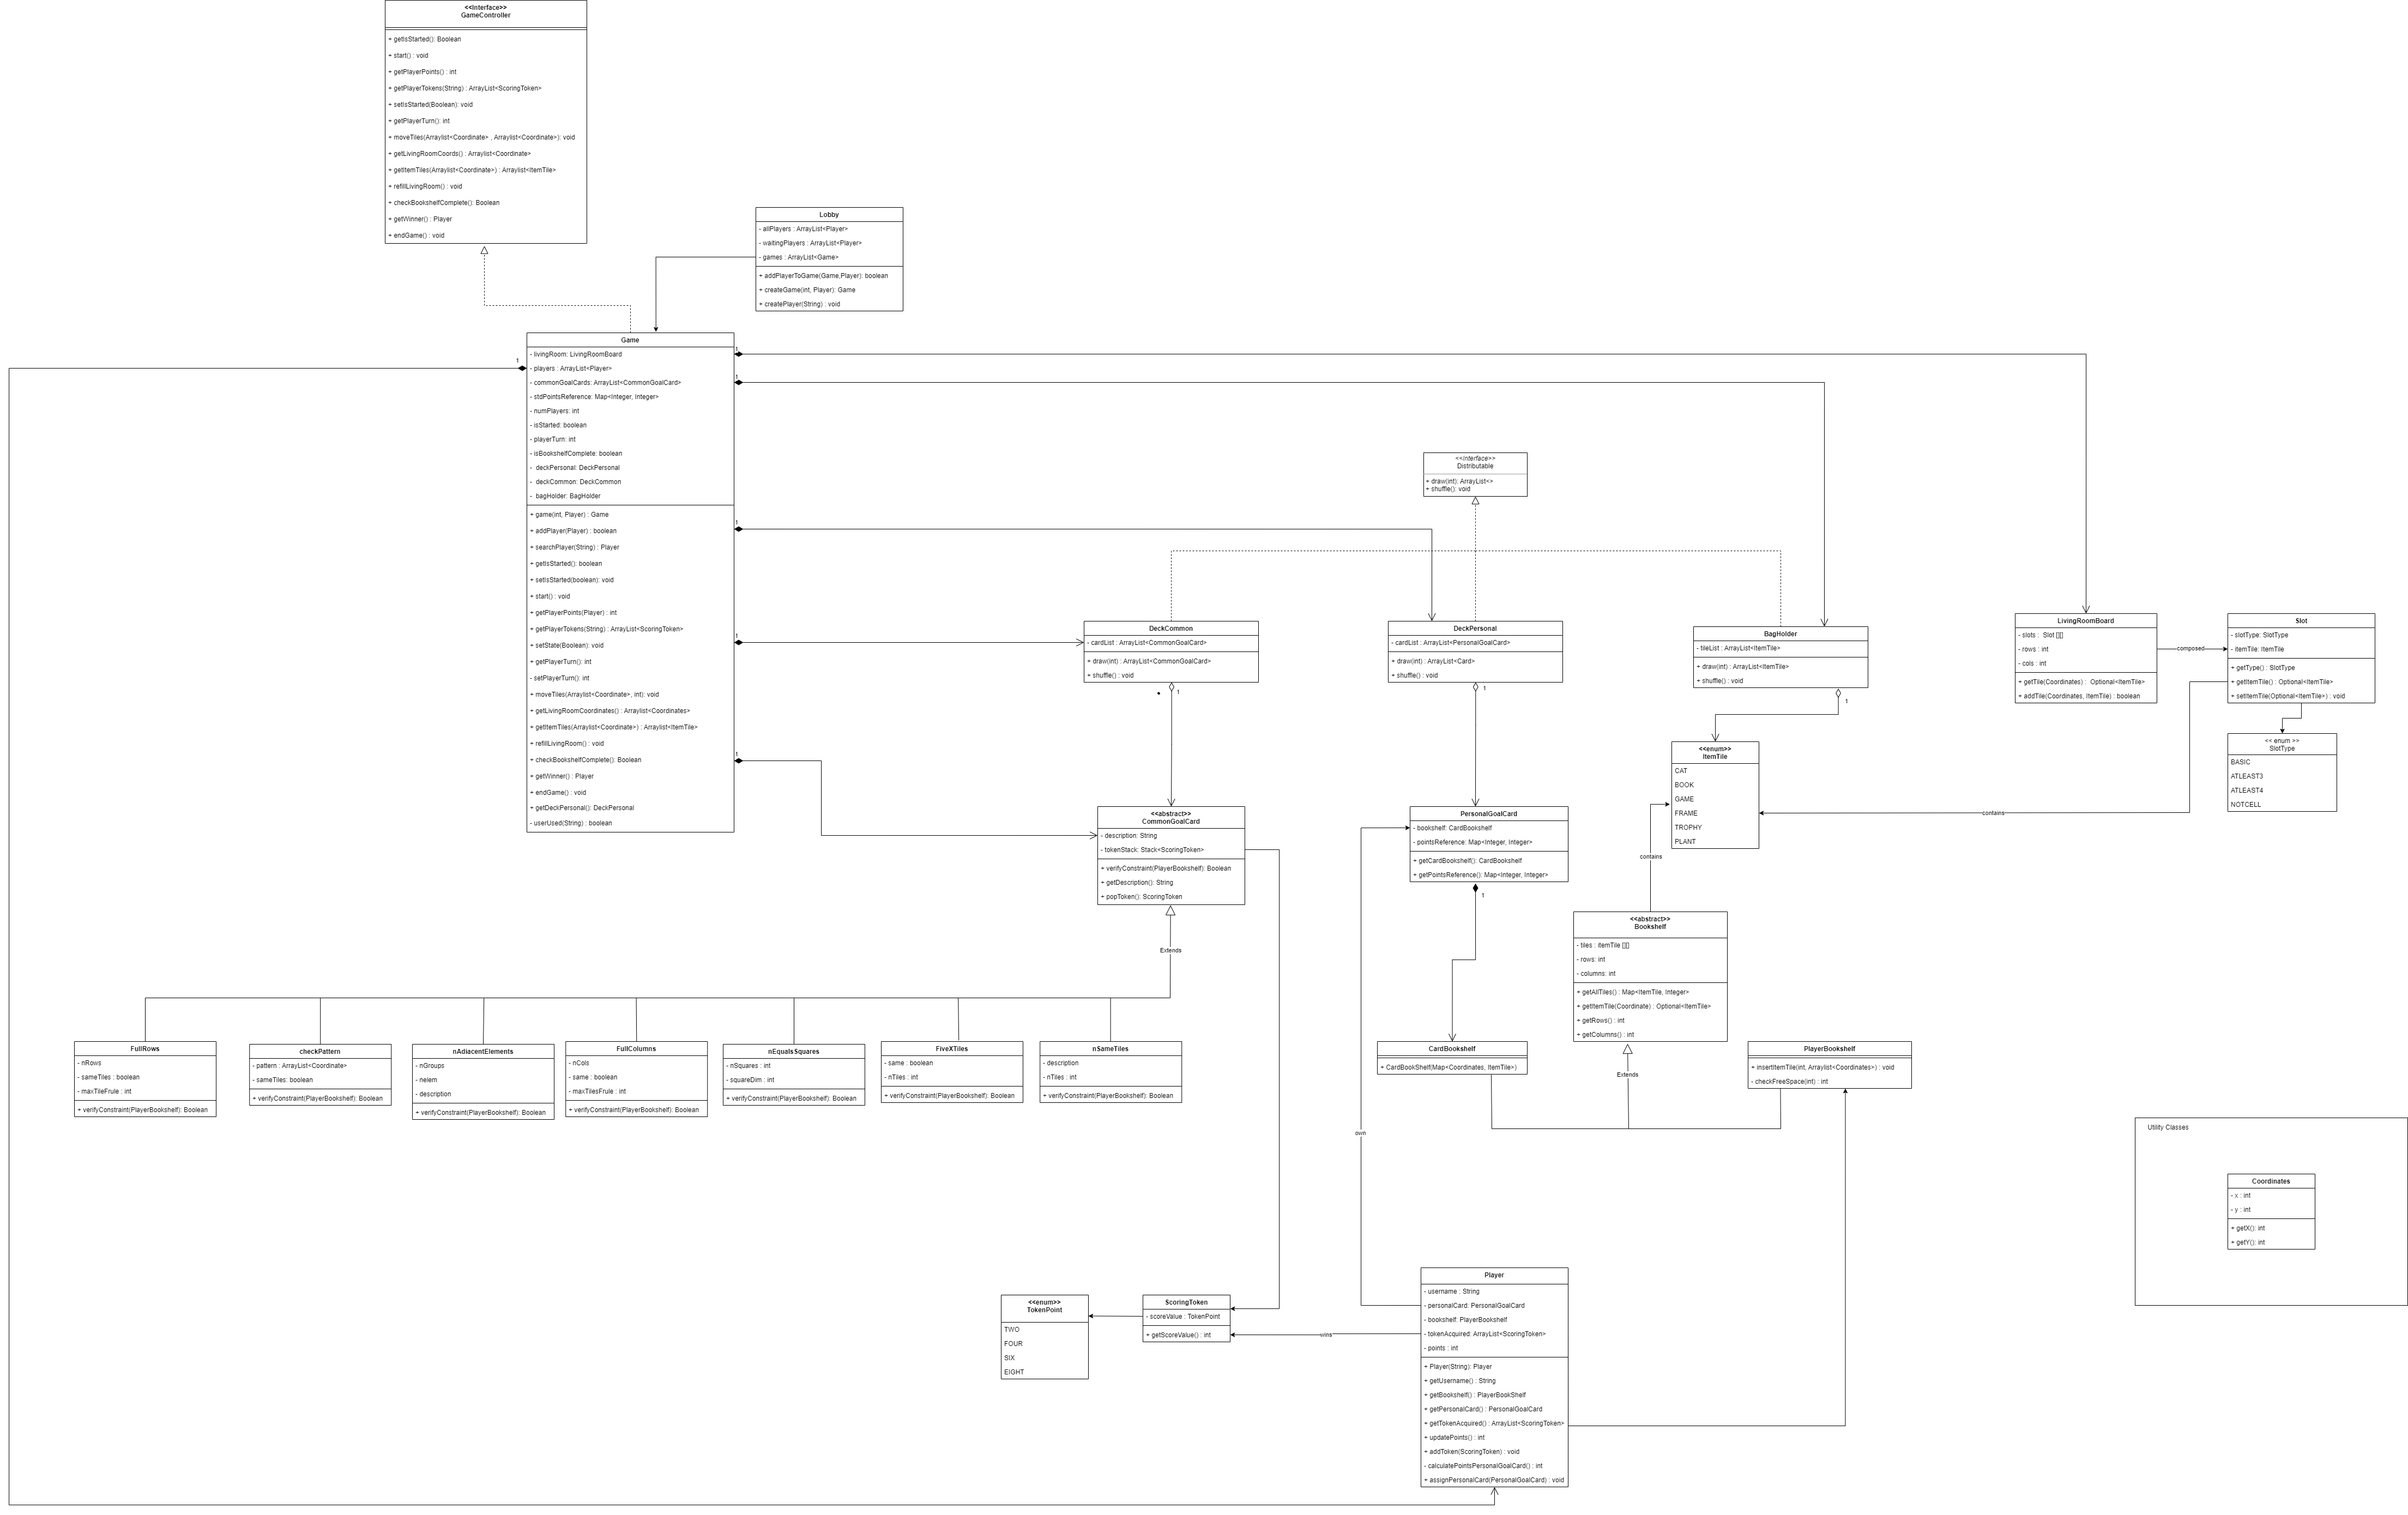 <<Interface>>
GameController
+ getIsStarted(): Boolean
+ start() : void
+ getPlayerPoints() : int
+ getPlayerTokens(String) : ArrayList<ScoringToken>
+ setIsStarted(Boolean): void
+ getPlayerTurn(): int
+ moveTiles(Arraylist<Coordinate> , Arraylist<Coordinate>): void
+ getLivingRoomCoords() : Arraylist<Coordinate>
+ getItemTiles(Arraylist<Coordinate>) : Arraylist<ItemTile>
+ refillLivingRoom() : void
+ checkBookshelfComplete(): Boolean
+ getWinner() : Player
+ endGame() : void
Lobby
- allPlayers : ArrayList<Player>
- waitingPlayers : ArrayList<Player>
- games : ArrayList<Game>
+ addPlayerToGame(Game,Player): boolean
+ createGame(int, Player): Game
+ createPlayer(String) : void
Game
- livingRoom: LivingRoomBoard
- players : ArrayList<Player>
- commonGoalCards: ArrayList<CommonGoalCard>
- stdPointsReference: Map<Integer, Integer>
- numPlayers: int
- isStarted: boolean
- playerTurn: int
- isBookshelfComplete: boolean
- deckPersonal: DeckPersonal
- deckCommon: DeckCommon
- bagHolder: BagHolder
+ game(int, Player) : Game
+ addPlayer(Player) : boolean
+ searchPlayer(String) : Player
+ getIsStarted(): boolean
+ setIsStarted(boolean): void
+ start() : void
+ getPlayerPoints(Player) : int
+ getPlayerTokens(String) : ArrayList<ScoringToken>
+ setState(Boolean): void
+ getPlayerTurn(): int
- setPlayerTurn(): int
+ moveTiles(Arraylist<Coordinate>, int): void
+ getLivingRoomCoordinates() : Arraylist<Coordinates>
+ getItemTiles(Arraylist<Coordinate>) : Arraylist<ItemTile>
+ refillLivingRoom() : void
+ checkBookshelfComplete(): Boolean
+ getWinner() : Player
+ endGame() : void
+ getDeckPersonal(): DeckPersonal
- userUsed(String) : boolean
1
1
1
1
1
1
<<Interface>>
Distributable
+ draw(int): ArrayList<>
+ shuffle(): void
DeckCommon
- cardList : ArrayList<CommonGoalCard>
+ draw(int) : ArrayList<CommonGoalCard>
+ shuffle() : void
*
1
DeckPersonal
- cardList : ArrayList<PersonalGoalCard>
+ draw(int) : ArrayList<Card>
+ shuffle() : void
1
BagHolder
- tileList : ArrayList<ItemTile>
+ draw(int) : ArrayList<ItemTile>
+ shuffle() : void
1
LivingRoomBoard
- slots : Slot [][]
- rows : int
- cols : int
+ getTile(Coordinates) : Optional<ItemTile>
+ addTile(Coordinates, ItemTile) : boolean
composed
Slot
- slotType: SlotType
- itemTile: ItemTile
+ getType() : SlotType
+ getItemTile() : Optional<ItemTile>
+ setItemTile(Optional<ItemTile>) : void
<< enum >>
SlotType
BASIC
ATLEAST3
ATLEAST4
NOTCELL
<<enum>>
ItemTile
CAT
BOOK
GAME
FRAME
TROPHY
PLANT
contains
contains
<<abstract>>
CommonGoalCard
- description: String
- tokenStack: Stack<ScoringToken>
+ verifyConstraint(PlayerBookshelf): Boolean
+ getDescription(): String
+ popToken(): ScoringToken
PersonalGoalCard
- bookshelf: CardBookshelf
- pointsReference: Map<Integer, Integer>
+ getCardBookshelf(): CardBookshelf
+ getPointsReference(): Map<Integer, Integer>
1
<<abstract>>
Bookshelf
- tiles : itemTile [][]
- rows: int
- columns: int
+ getAllTiles() : Map<ItemTile, Integer>
+ getItemTile(Coordinate) : Optional<ItemTile>
+ getRows() : int
+ getColumns() : int
Extends
FullRows
- nRows
- sameTiles : boolean
- maxTileFrule : int
+ verifyConstraint(PlayerBookshelf): Boolean
checkPattern
- pattern : ArrayList<Coordinate>
- sameTiles: boolean
+ verifyConstraint(PlayerBookshelf): Boolean
nAdiacentElements
- nGroups
- nelem
- description
+ verifyConstraint(PlayerBookshelf): Boolean
FullColumns
- nCols
- same : boolean
- maxTilesFrule : int
+ verifyConstraint(PlayerBookshelf): Boolean
nEqualsSquares
- nSquares : int
- squareDim : int
+ verifyConstraint(PlayerBookshelf): Boolean
FiveXTiles
- same : boolean
- nTiles : int
+ verifyConstraint(PlayerBookshelf): Boolean
nSameTiles
- description
- nTiles : int
+ verifyConstraint(PlayerBookshelf): Boolean
CardBookshelf
+ CardBookShelf(Map<Coordinates, ItemTile>)
Extends
PlayerBookshelf
+ insertItemTile(int, Arraylist<Coordinates>) : void
- checkFreeSpace(int) : int
own
Utility Classes
Coordinates
- x : int
- y : int
+ getX(): int
+ getY(): int
<<enum>>
TokenPoint
TWO
FOUR
SIX
EIGHT
ScoringToken
- scoreValue : TokenPoint
+ getScoreValue() : int
wins
Player
- username : String
- personalCard: PersonalGoalCard
- bookshelf: PlayerBookshelf
- tokenAcquired: ArrayList<ScoringToken>
- points : int
+ Player(String): Player
+ getUsername() : String
+ getBookshelf() : PlayerBookShelf
+ getPersonalCard() : PersonalGoalCard
+ getTokenAcquired() : ArrayList<ScoringToken>
+ updatePoints() : int
+ addToken(ScoringToken) : void
- calculatePointsPersonalGoalCard() : int
+ assignPersonalCard(PersonalGoalCard) : void